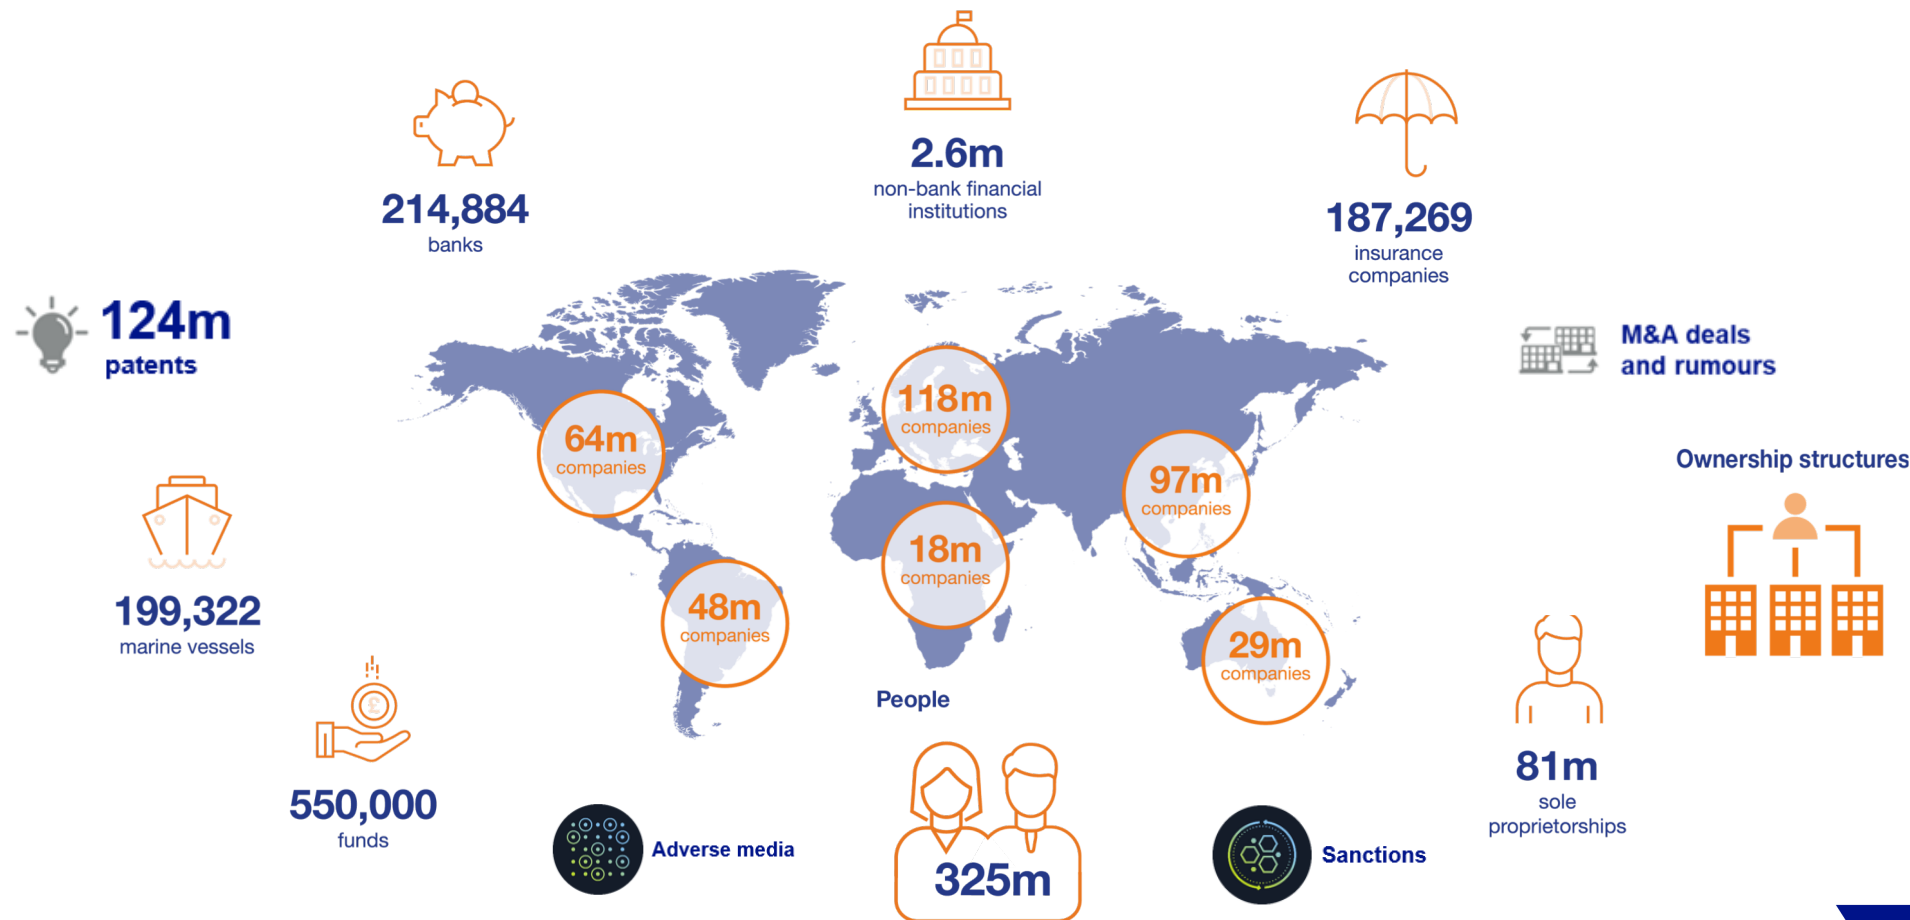 2.6m
non-bank financial
institutions
214,884
banks
187,269
insurance
companies
124m
patents
M&A deals
and rumours
118m
companies
64m
companies
97m
companies
Ownership structures
18m
companies
48m
companies
29m
companies
199,322
marine vessels
People
81m
sole
proprietorships
550,000
funds
£
Adverse media
325m
Sanctions